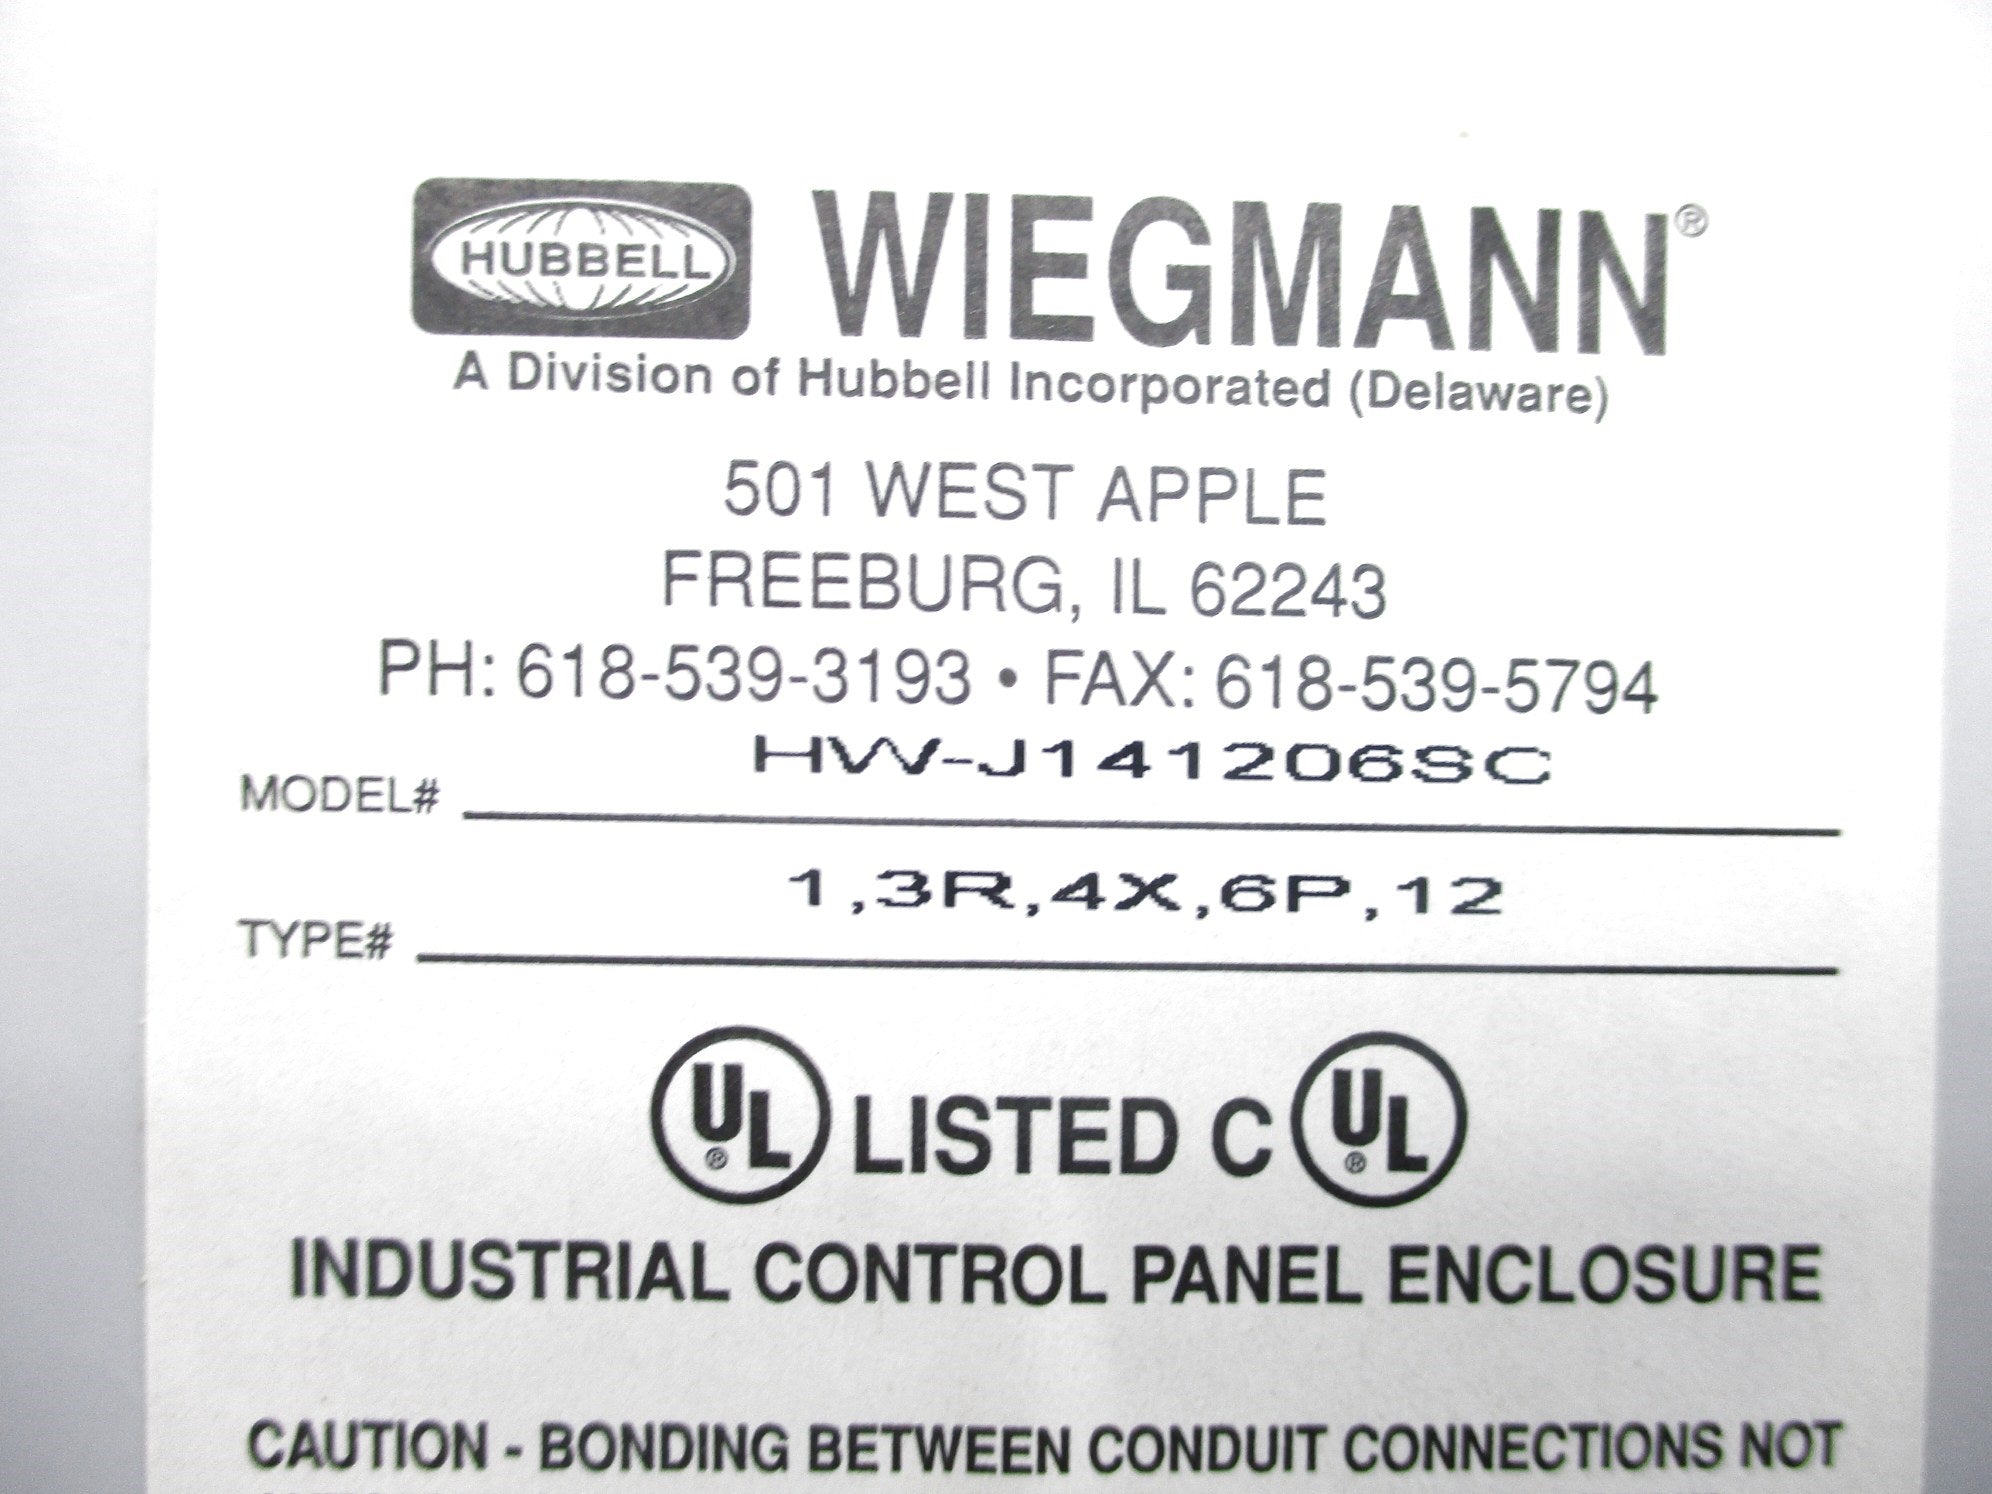 HUBBELL WIEGMANN®
A Division of Hubbell Incorporated (Delaware)
501 WEST APPLE
FREEBURG, IL 62243
PH: 618-539-3193 • FAX: 618-539-5794
MODEL# HW-J141206SC
TYPE# 1,3R,4X,6P,12
UL® LISTED C UL®
INDUSTRIAL CONTROL PANEL ENCLOSURE
CAUTION - BONDING BETWEEN CONDUIT CONNECTIONS NOT